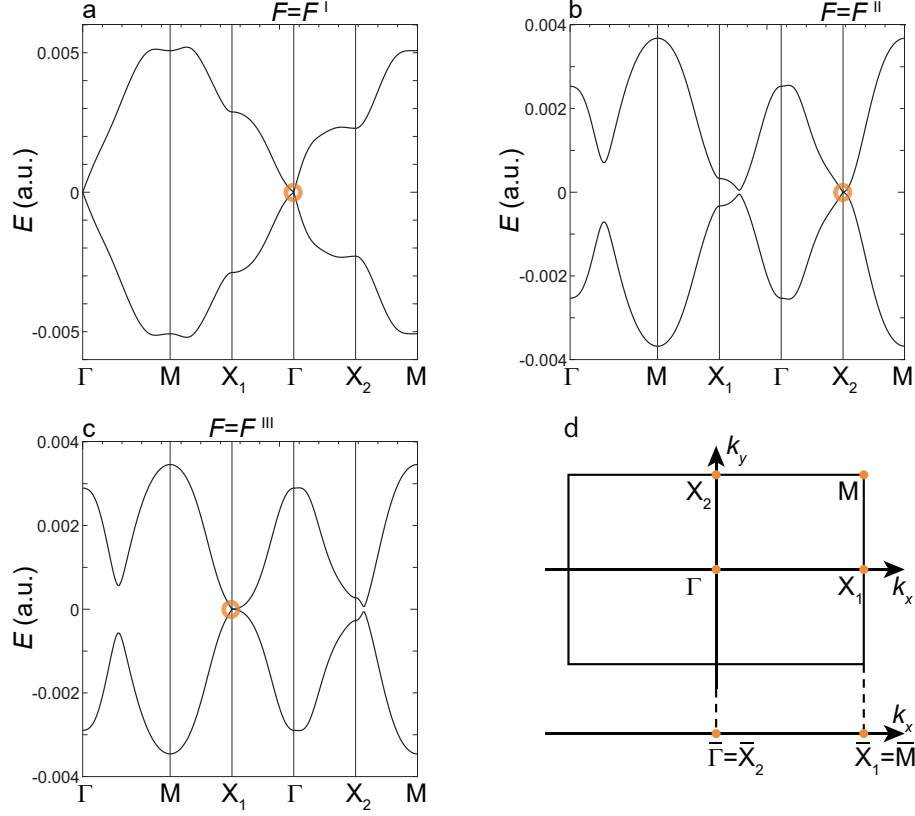 a
F=F I
E (a.u.)
0.005
0
-0.005
Γ M X1 Γ X2 M
b
F=F II
E (a.u.)
0.004
0.002
0
-0.002
-0.004
Γ M X1 Γ X2 M
c
F=F III
E (a.u.)
0.004
0.002
0
-0.002
-0.004
Γ M X1 Γ X2 M
d
ky
X2 M
Γ X1 kx
kx
Γ̅=X̅2 X̅1=M̅